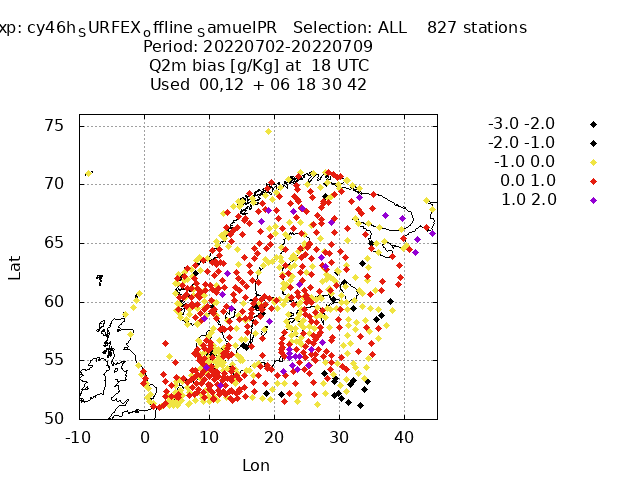 xp: cy46h_SURFEX_offline_SamuelPR Selection: ALL 827 stations
Period: 20220702-20220709
Q2m bias [g/Kg] at 18 UTC
Used 00,12 + 06 18 30 42
75
70
65
60
55
50
Lat
-10 0 10 20 30 40
Lon
-3.0 -2.0
-2.0 -1.0
-1.0 0.0
0.0 1.0
1.0 2.0